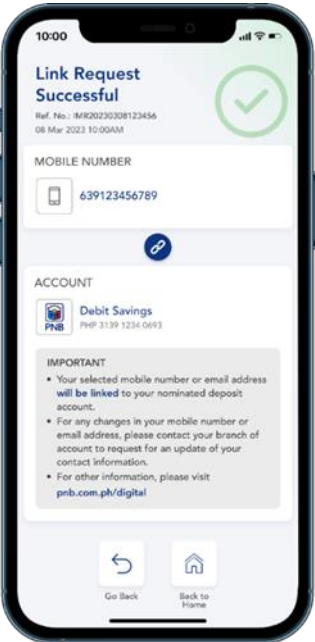 10:00
Link Request
Successful
Ref. No.: IMR20230308123456
08 Mar 2023 10:00AM
MOBILE NUMBER
639123456789
ACCOUNT
PNB
Debit Savings
PHP 3139 1234 0693
IMPORTANT
• Your selected mobile number or email address
will be linked to your nominated deposit
account.
• For any changes in your mobile number or
email address, please contact your branch of
account to request for an update of your
contact information.
• For other information, please visit
pnb.com.ph/digital
Go Back
Back to
Home